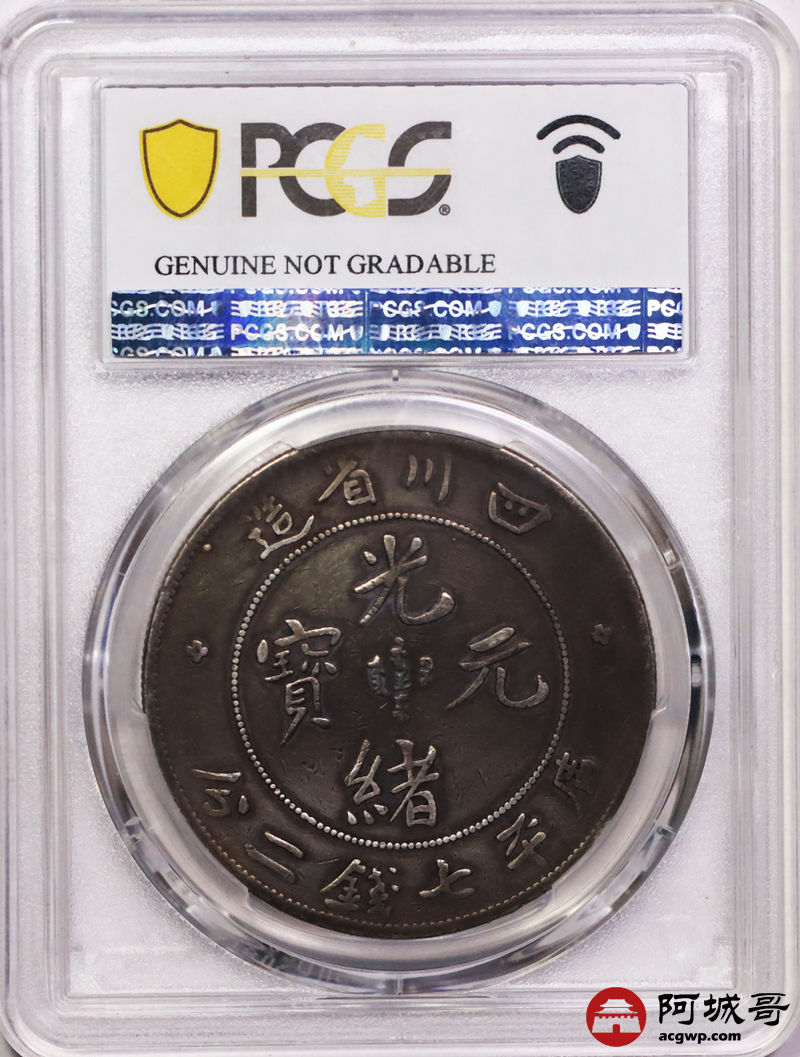 PCGS®
GENUINE NOT GRADABLE
PCGS.COM
四川省造
光緒元寶
庫平七錢二分
阿城哥
acgwp.com